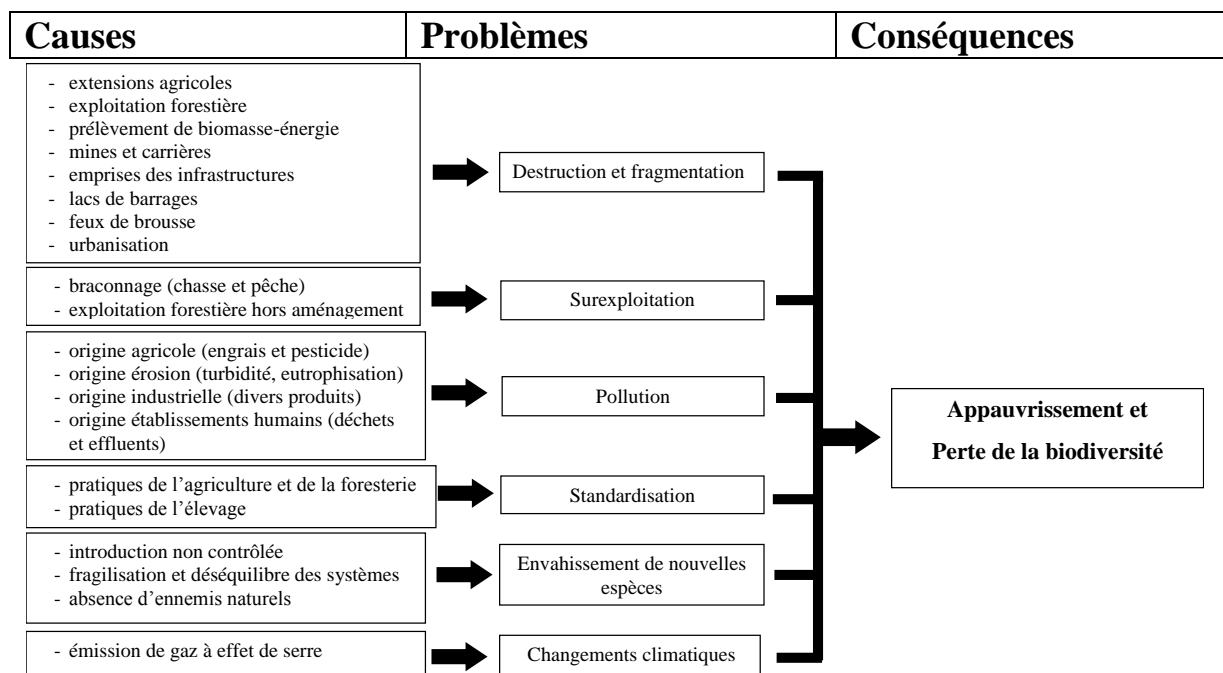 Causes
Problèmes
Conséquences
- extensions agricoles
- exploitation forestière
- prélèvement de biomasse-énergie
- mines et carrières
- emprises des infrastructures
- lacs de barrages
- feux de brousse
- urbanisation
Destruction et fragmentation
- braconnage (chasse et pêche)
- exploitation forestière hors aménagement
Surexploitation
- origine agricole (engrais et pesticide)
- origine érosion (turbidité, eutrophisation)
- origine industrielle (divers produits)
- origine établissements humains (déchets
et effluents)
Pollution
Appauvrissement et
Perte de la biodiversité
- pratiques de l’agriculture et de la foresterie
- pratiques de l’élevage
Standardisation
- introduction non contrôlée
- fragilisation et déséquilibre des systèmes
- absence d’ennemis naturels
Envahissement de nouvelles
espèces
- émission de gaz à effet de serre
Changements climatiques